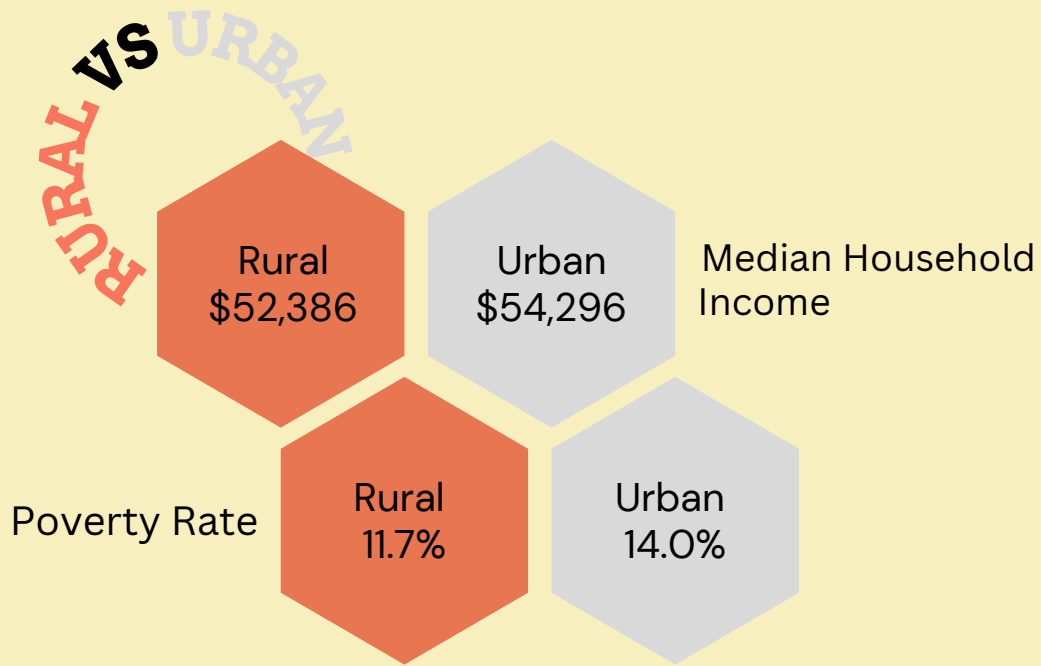 RURAL VS URBAN
Rural
$52,386
Urban
$54,296
Median Household
Income
Poverty Rate
Rural
11.7%
Urban
14.0%